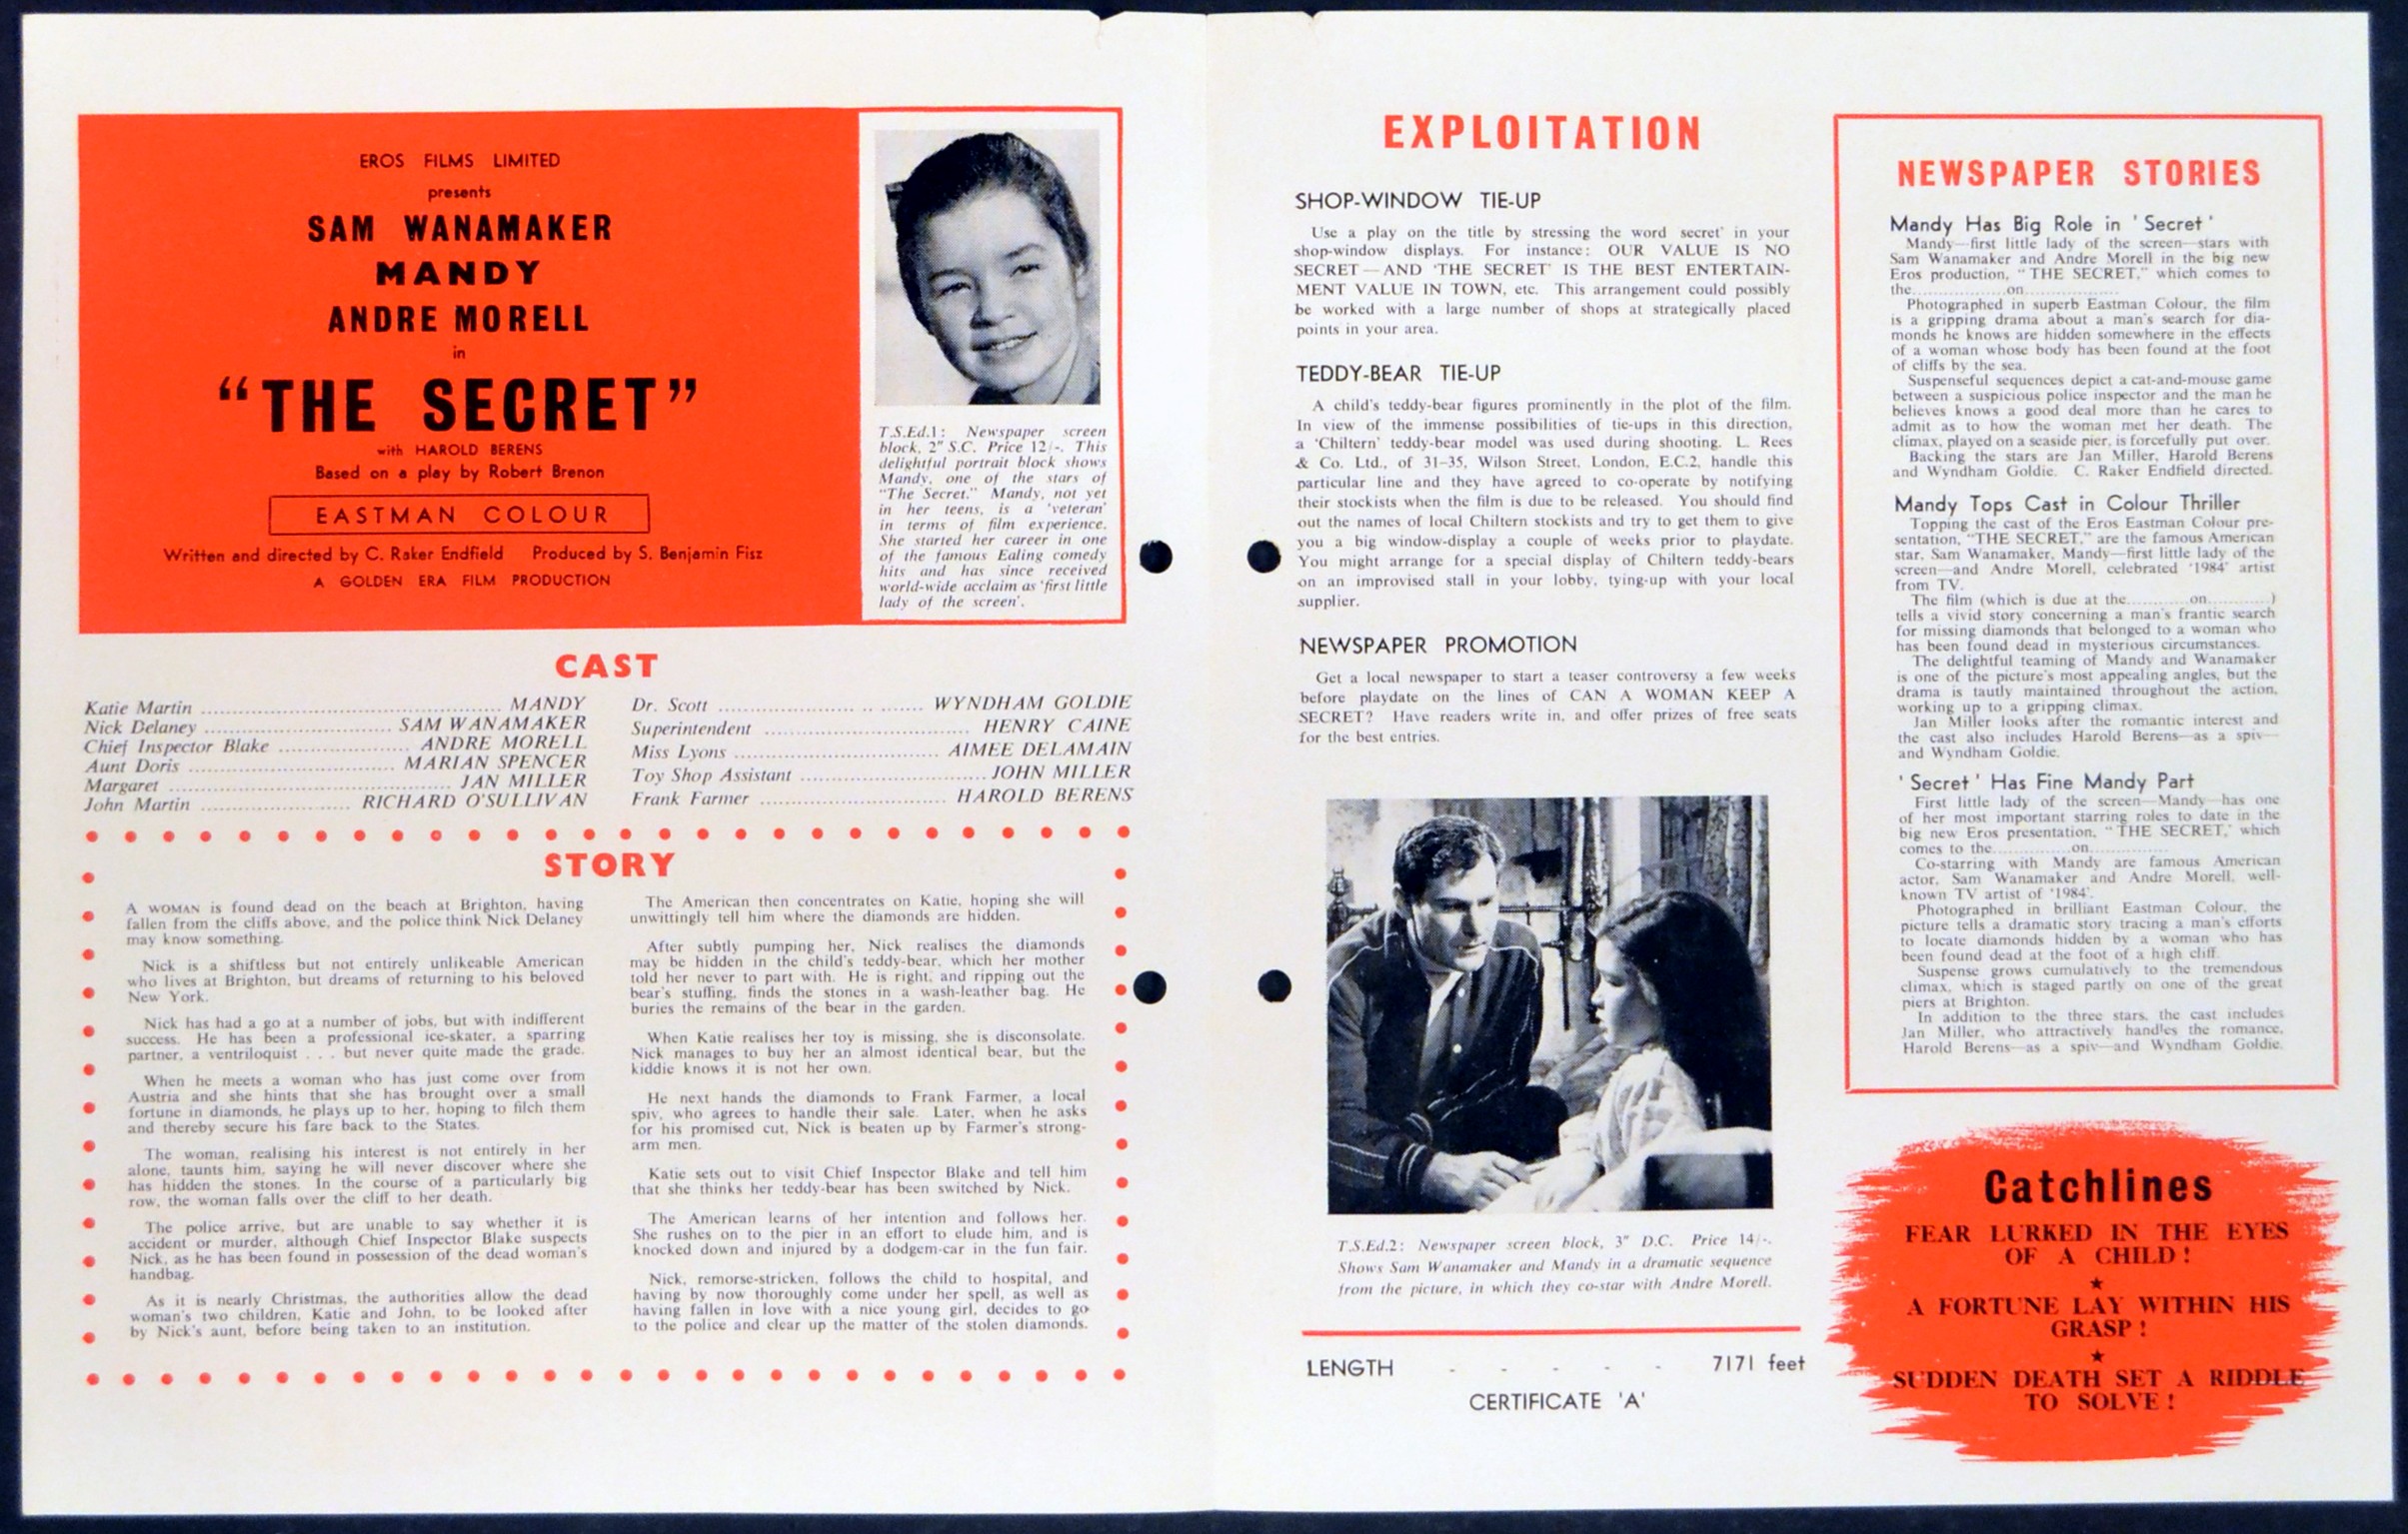 EROS FILMS LIMITED
presents
SAM WANAMAKER
MANDY
ANDRE MORELL
in
“THE SECRET”
with HAROLD BERENS
Based on a play by Robert Brenon
EASTMAN COLOUR
Written and directed by C. Raker Endfield Produced by S. Benjamin Fisz
A GOLDEN ERA FILM PRODUCTION
T.S.Ed.1: Newspaper screen
block, 2" S.C. Price 12/-. This
delightful portrait block shows
Mandy, one of the stars of
“The Secret.” Mandy, not yet
in her teens, is a ‘veteran’
in terms of film experience.
She started her career in one
of the famous Ealing comedy
hits and has since received
world-wide acclaim as ‘first little
lady of the screen’.
CAST
Katie Martin ........ MANDY
Nick Delaney ........ SAM WANAMAKER
Chief Inspector Blake ........ ANDRE MORELL
Aunt Doris ........ MARIAN SPENCER
Margaret ........ JAN MILLER
John Martin ........ RICHARD O'SULLIVAN
Dr. Scott ........ WYNDHAM GOLDIE
Superintendent ........ HENRY CAINE
Miss Lyons ........ AIMEE DELAMAIN
Toy Shop Assistant ........ JOHN MILLER
Frank Farmer ........ HAROLD BERENS
STORY
A WOMAN is found dead on the beach at Brighton, having
fallen from the cliffs above, and the police think Nick Delaney
may know something.
Nick is a shiftless but not entirely unlikeable American
who lives at Brighton, but dreams of returning to his beloved
New York.
Nick has had a go at a number of jobs, but with indifferent
success. He has been a professional ice-skater, a sparring
partner, a ventriloquist . . . but never quite made the grade.
When he meets a woman who has just come over from
Austria and she hints that she has brought over a small
fortune in diamonds, he plays up to her, hoping to filch them
and thereby secure his fare back to the States.
The woman, realising his interest is not entirely in her
alone, taunts him, saying he will never discover where she
has hidden the stones. In the course of a particularly big
row, the woman falls over the cliff to her death.
The police arrive, but are unable to say whether it is
accident or murder, although Chief Inspector Blake suspects
Nick, as he has been found in possession of the dead woman's
handbag.
As it is nearly Christmas, the authorities allow the dead
woman's two children, Katie and John, to be looked after
by Nick's aunt, before being taken to an institution.
The American then concentrates on Katie, hoping she will
unwittingly tell him where the diamonds are hidden.
After subtly pumping her, Nick realises the diamonds
may be hidden in the child's teddy-bear, which her mother
told her never to part with. He is right, and ripping out the
bear's stuffing, finds the stones in a wash-leather bag. He
buries the remains of the bear in the garden.
When Katie realises her toy is missing, she is disconsolate.
Nick manages to buy her an almost identical bear, but the
kiddie knows it is not her own.
He next hands the diamonds to Frank Farmer, a local
spiv, who agrees to handle their sale. Later, when he asks
for his promised cut, Nick is beaten up by Farmer's strong-
arm men.
Katie sets out to visit Chief Inspector Blake and tell him
that she thinks her teddy-bear has been switched by Nick.
The American learns of her intention and follows her.
She rushes on to the pier in an effort to elude him, and is
knocked down and injured by a dodgem-car in the fun fair.
Nick, remorse-stricken, follows the child to hospital, and
having by now thoroughly come under her spell, as well as
having fallen in love with a nice young girl, decides to go
to the police and clear up the matter of the stolen diamonds.
EXPLOITATION
SHOP-WINDOW TIE-UP
Use a play on the title by stressing the word secret' in your
shop-window displays. For instance: OUR VALUE IS NO
SECRET — AND ‘THE SECRET’ IS THE BEST ENTERTAIN-
MENT VALUE IN TOWN, etc. This arrangement could possibly
be worked with a large number of shops at strategically placed
points in your area.
TEDDY-BEAR TIE-UP
A child's teddy-bear figures prominently in the plot of the film.
In view of the immense possibilities of tie-ups in this direction,
a ‘Chiltern’ teddy-bear model was used during shooting. L. Rees
& Co. Ltd., of 31–35, Wilson Street, London, E.C.2, handle this
particular line and they have agreed to co-operate by notifying
their stockists when the film is due to be released. You should find
out the names of local Chiltern stockists and try to get them to give
you a big window-display a couple of weeks prior to playdate.
You might arrange for a special display of Chiltern teddy-bears
on an improvised stall in your lobby, tying-up with your local
supplier.
NEWSPAPER PROMOTION
Get a local newspaper to start a teaser controversy a few weeks
before playdate on the lines of CAN A WOMAN KEEP A
SECRET? Have readers write in, and offer prizes of free seats
for the best entries.
T.S.Ed.2: Newspaper screen block, 3" D.C. Price 14/-.
Shows Sam Wanamaker and Mandy in a dramatic sequence
from the picture, in which they co-star with Andre Morell.
LENGTH - - - - - 7171 feet
CERTIFICATE 'A'
NEWSPAPER STORIES
Mandy Has Big Role in ' Secret '
Mandy—first little lady of the screen—stars with
Sam Wanamaker and Andre Morell in the big new
Eros production, “THE SECRET,” which comes to
the..................on..................
Photographed in superb Eastman Colour, the film
is a gripping drama about a man's search for dia-
monds he knows are hidden somewhere in the effects
of a woman whose body has been found at the foot
of cliffs by the sea.
Suspenseful sequences depict a cat-and-mouse game
between a suspicious police inspector and the man he
believes knows a good deal more than he cares to
admit as to how the woman met her death. The
climax, played on a seaside pier, is forcefully put over.
Backing the stars are Jan Miller, Harold Berens
and Wyndham Goldie. C. Raker Endfield directed.
Mandy Tops Cast in Colour Thriller
Topping the cast of the Eros Eastman Colour pre-
sentation, “THE SECRET,” are the famous American
star, Sam Wanamaker, Mandy—first little lady of the
screen—and Andre Morell, celebrated ‘1984’ artist
from TV.
The film (which is due at the............on............)
tells a vivid story concerning a man's frantic search
for missing diamonds that belonged to a woman who
has been found dead in mysterious circumstances.
The delightful teaming of Mandy and Wanamaker
is one of the picture's most appealing angles, but the
drama is tautly maintained throughout the action,
working up to a gripping climax.
Jan Miller looks after the romantic interest and
the cast also includes Harold Berens—as a spiv—
and Wyndham Goldie.
' Secret ' Has Fine Mandy Part
First little lady of the screen—Mandy—has one
of her most important starring roles to date in the
big new Eros presentation, “THE SECRET,’ which
comes to the..............on..............
Co-starring with Mandy are famous American
actor, Sam Wanamaker and Andre Morell, well-
known TV artist of ‘1984’.
Photographed in brilliant Eastman Colour, the
picture tells a dramatic story tracing a man's efforts
to locate diamonds hidden by a woman who has
been found dead at the foot of a high cliff.
Suspense grows cumulatively to the tremendous
climax, which is staged partly on one of the great
piers at Brighton.
In addition to the three stars, the cast includes
Jan Miller, who attractively handles the romance,
Harold Berens—as a spiv—and Wyndham Goldie.
Catchlines
FEAR LURKED IN THE EYES
OF A CHILD !
★
A FORTUNE LAY WITHIN HIS
GRASP !
★
SUDDEN DEATH SET A RIDDLE
TO SOLVE !